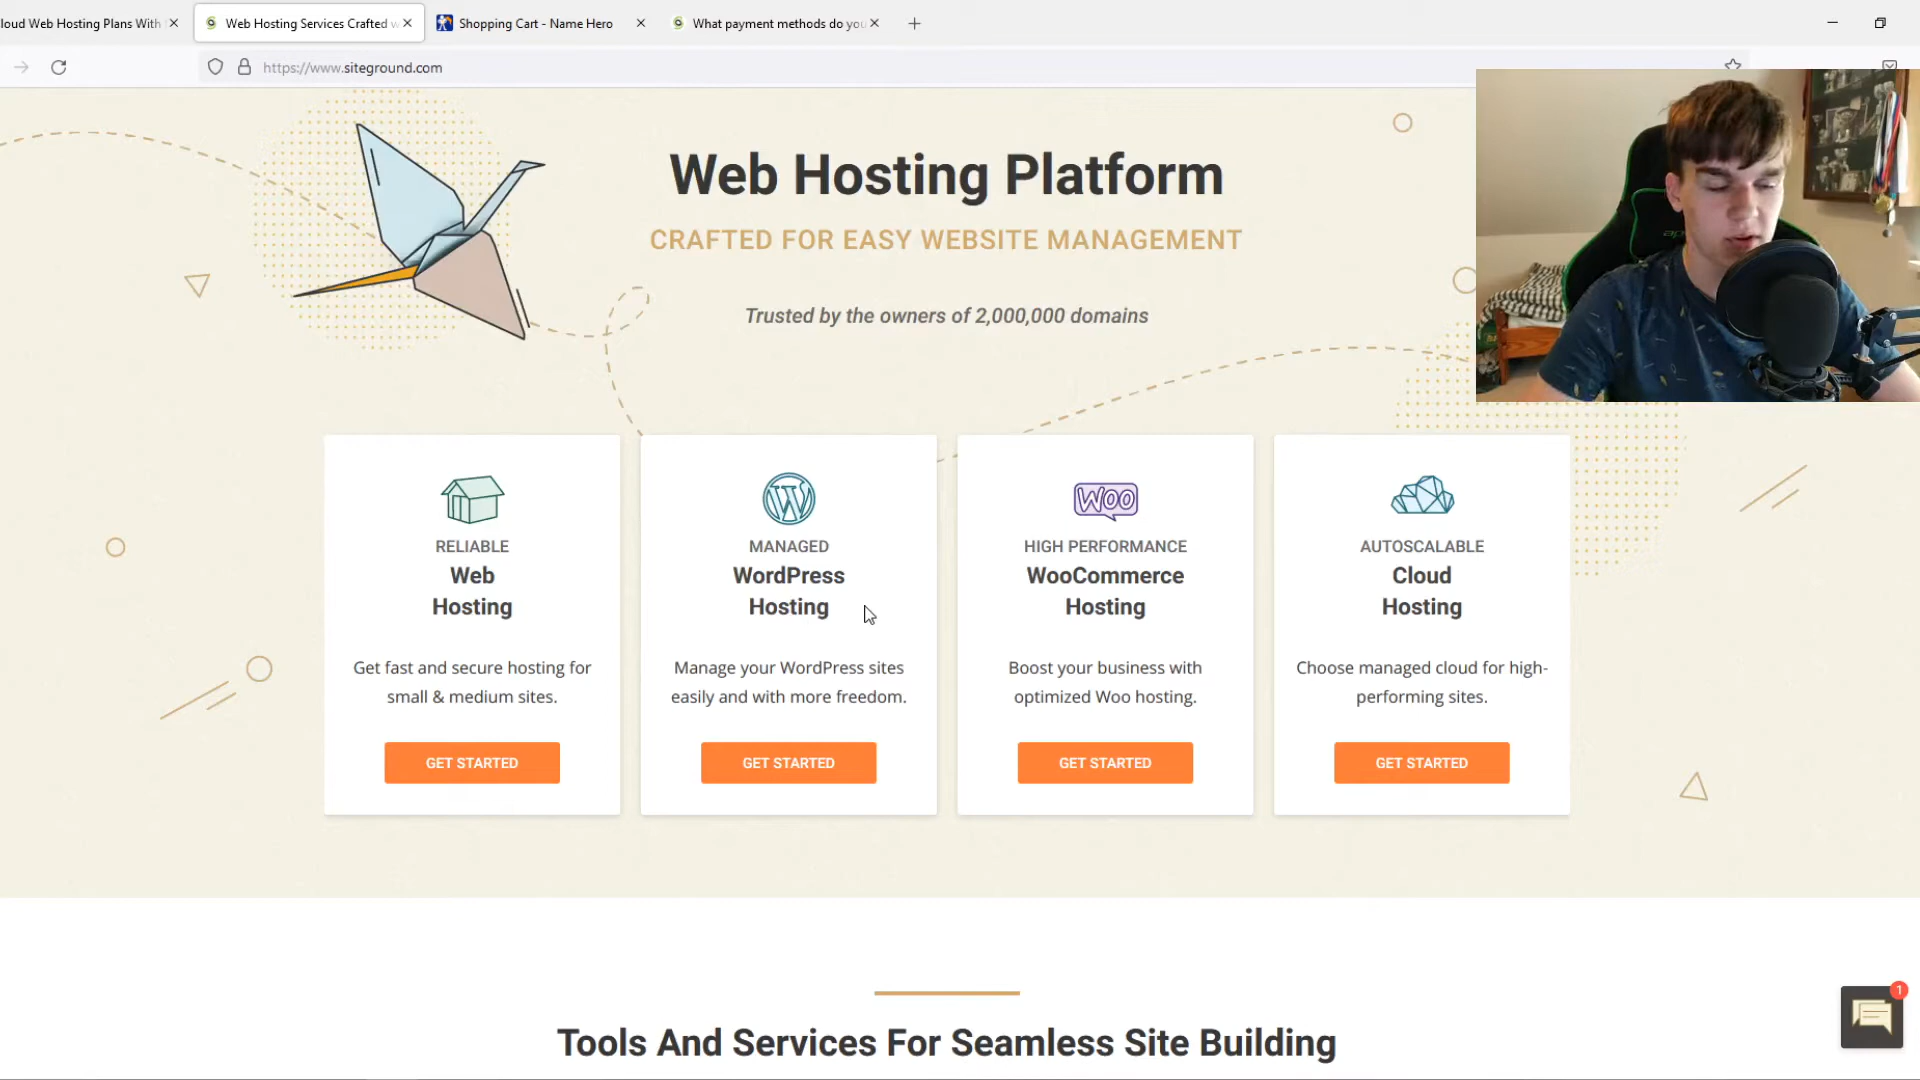 loud Web Hosting Plans With
Web Hosting Services Crafted w
Shopping Cart - Name Hero
What payment methods do you
https://www.siteground.com
Web Hosting Platform
CRAFTED FOR EASY WEBSITE MANAGEMENT
Trusted by the owners of 2,000,000 domains
RELIABLE
Web
Hosting
Get fast and secure hosting for
small & medium sites.
GET STARTED
MANAGED
WordPress
Hosting
Manage your WordPress sites
easily and with more freedom.
GET STARTED
WOO
HIGH PERFORMANCE
WooCommerce
Hosting
Boost your business with
optimized Woo hosting.
GET STARTED
AUTOSCALABLE
Cloud
Hosting
Choose managed cloud for high-
performing sites.
GET STARTED
1
Tools And Services For Seamless Site Building